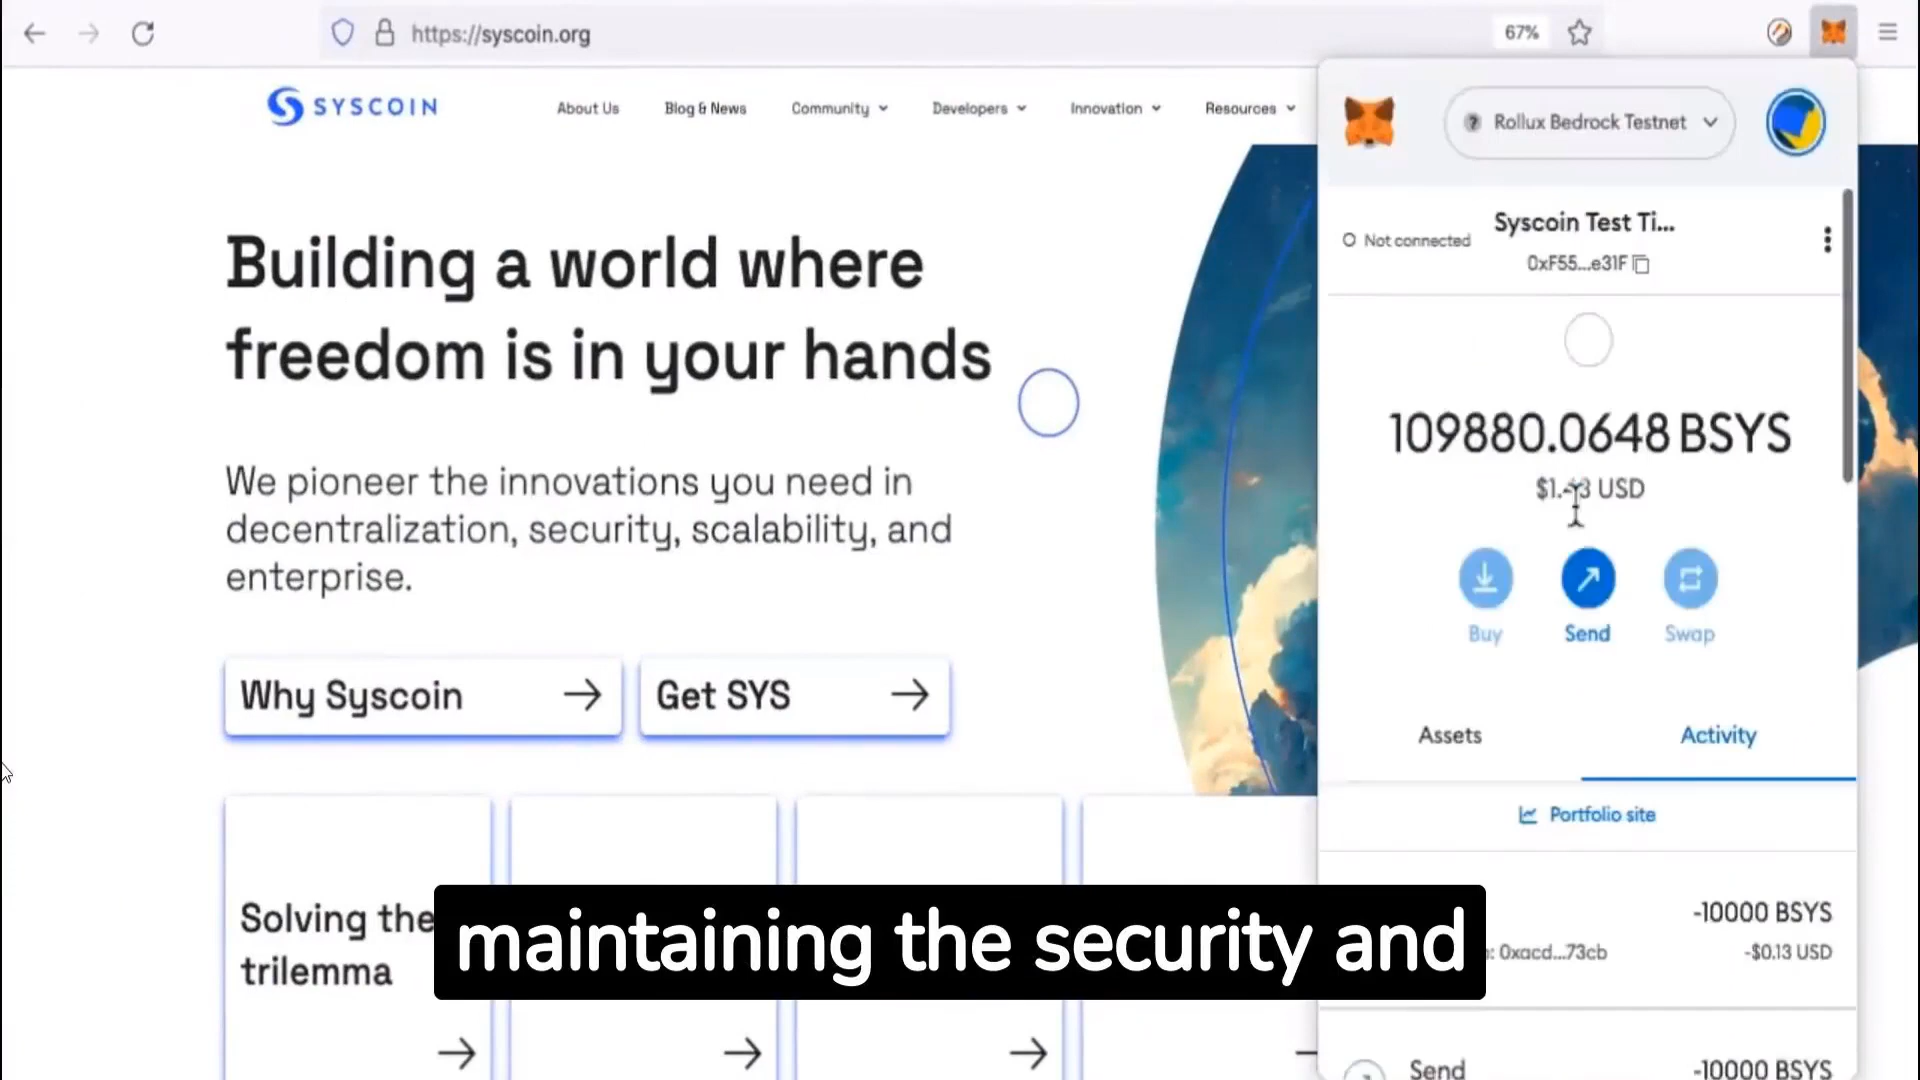 https://syscoin.org
67%
SYSCOIN
About Us
Blog & News
Community
Developers
Innovation
Resources
Building a world where
freedom is in your hands
We pioneer the innovations you need in
decentralization, security, scalability, and
enterprise.
Why Syscoin
Get SYS
Solving the
trilemma
Rollux Bedrock Testnet
Not connected
Syscoin Test Ti...
0xF55...e31F
109880.0648 BSYS
$1.43 USD
Buy
Send
Swap
Assets
Activity
Portfolio site
-10000 BSYS
: 0xacd...73cb
-$0.13 USD
Send
-10000 BSYS
maintaining the security and